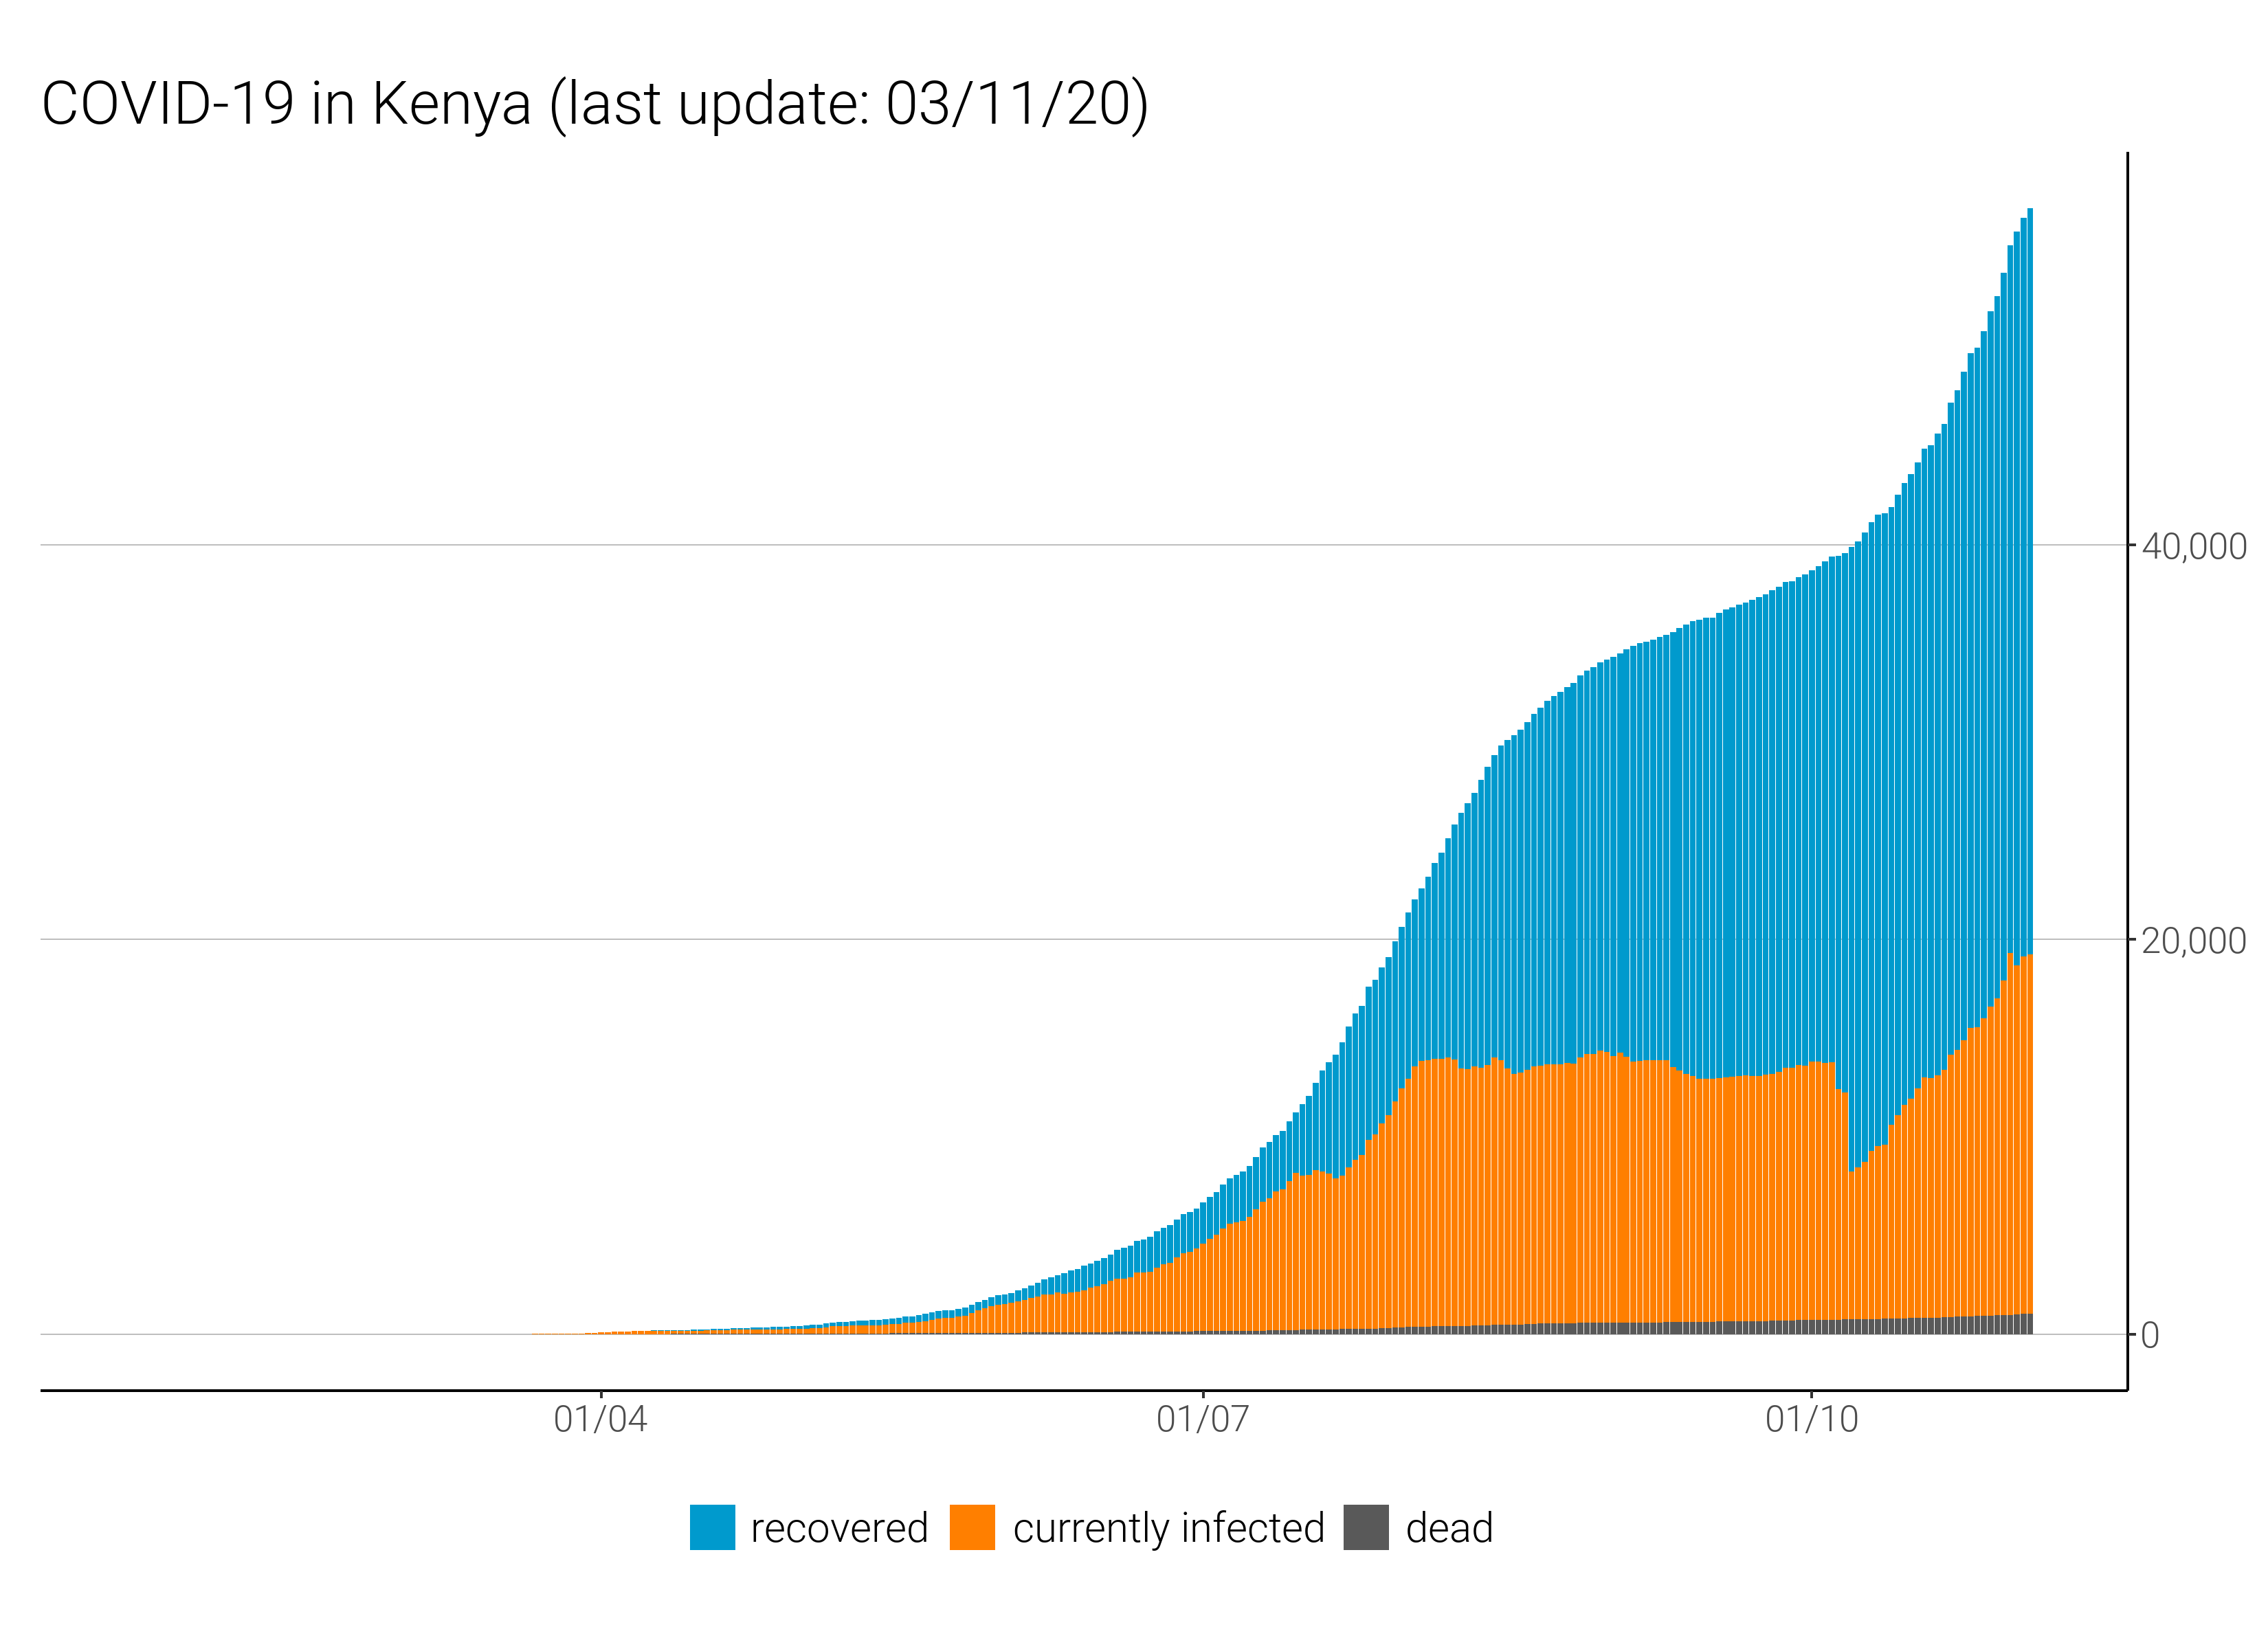 COVID-19 in Kenya (last update: 03/11/20)
40,000
20,000
0
01/04 01/07 01/10
recovered currently infected dead